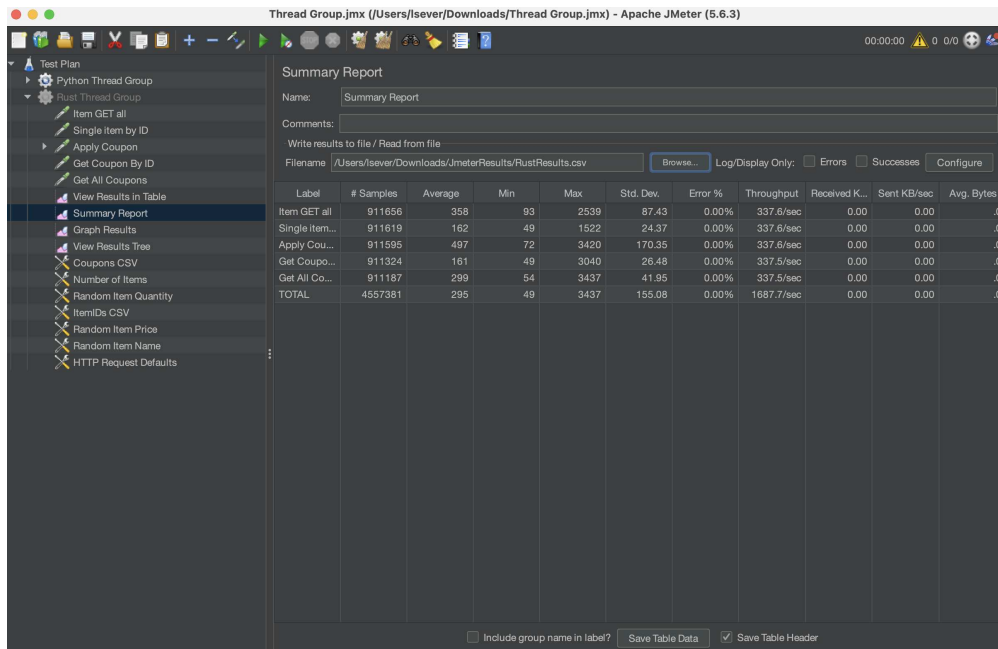 Thread Group.jmx (/Users/lsever/Downloads/Thread Group.jmx) - Apache JMeter (5.6.3)
00:00:00 0 0/0
Test Plan
Python Thread Group
Rust Thread Group
Item GET all
Single item by ID
Apply Coupon
Get Coupon By ID
Get All Coupons
View Results in Table
Summary Report
Graph Results
View Results Tree
Coupons CSV
Number of Items
Random Item Quantity
ItemIDs CSV
Random Item Price
Random Item Name
HTTP Request Defaults
Summary Report
Name: Summary Report
Comments:
Write results to file / Read from file
Filename /Users/lsever/Downloads/JmeterResults/RustResults.csv Browse... Log/Display Only: Errors Successes Configure
Label # Samples Average Min Max Std. Dev. Error % Throughput Received K... Sent KB/sec Avg. Bytes
Item GET all 911656 358 93 2539 87.43 0.00% 337.6/sec 0.00 0.00
Single item... 911619 162 49 1522 24.37 0.00% 337.6/sec 0.00 0.00
Apply Cou... 911595 497 72 3420 170.35 0.00% 337.6/sec 0.00 0.00
Get Coupo... 911324 161 49 3040 26.48 0.00% 337.5/sec 0.00 0.00
Get All Co... 911187 299 54 3437 41.95 0.00% 337.5/sec 0.00 0.00
TOTAL 4557381 295 49 3437 155.08 0.00% 1687.7/sec 0.00 0.00
Include group name in label? Save Table Data Save Table Header